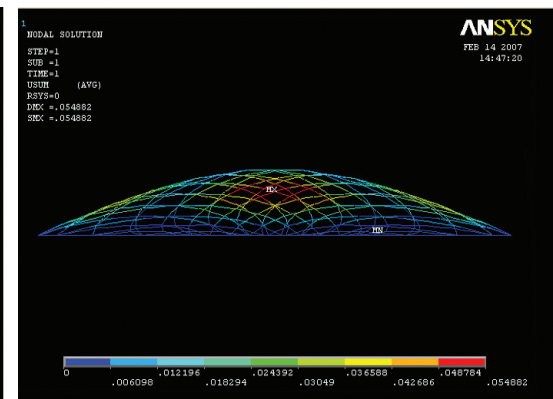 1
NODAL SOLUTION
STEP=1
SUB =1
TIME=1
USUM (AVG)
RSYS=0
DMX =.054882
SMX =.054882
ANSYS
FEB 14 2007
14:47:20
MX
MN
0 .012196 .024392 .036588 .048784
.006098 .018294 .03049 .042686 .054882